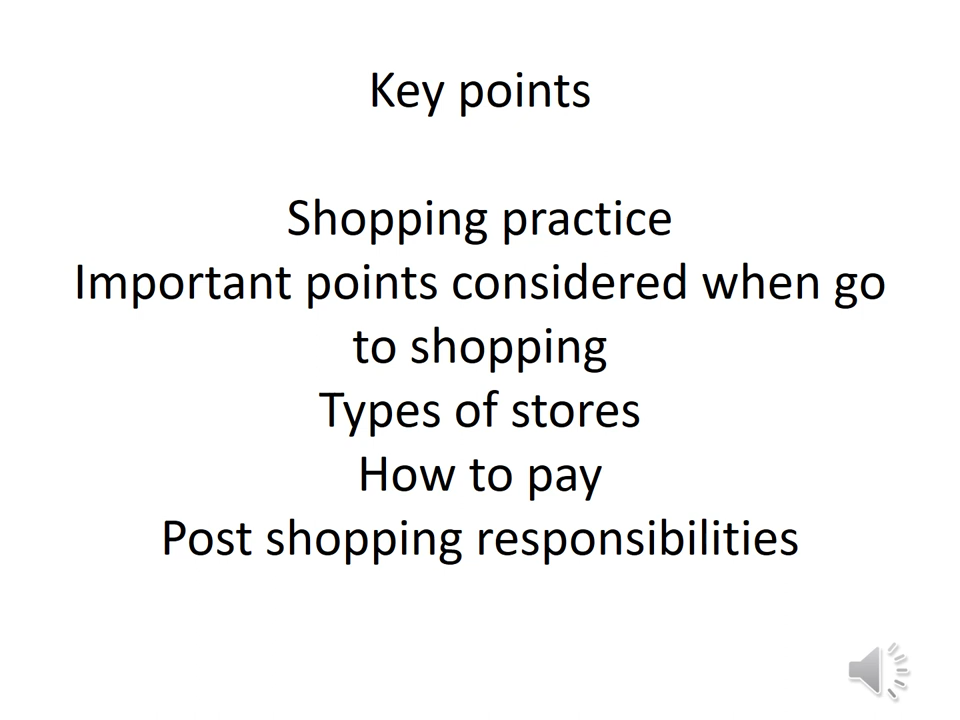 Key points
Shopping practice
Important points considered when go
to shopping
Types of stores
How to pay
Post shopping responsibilities